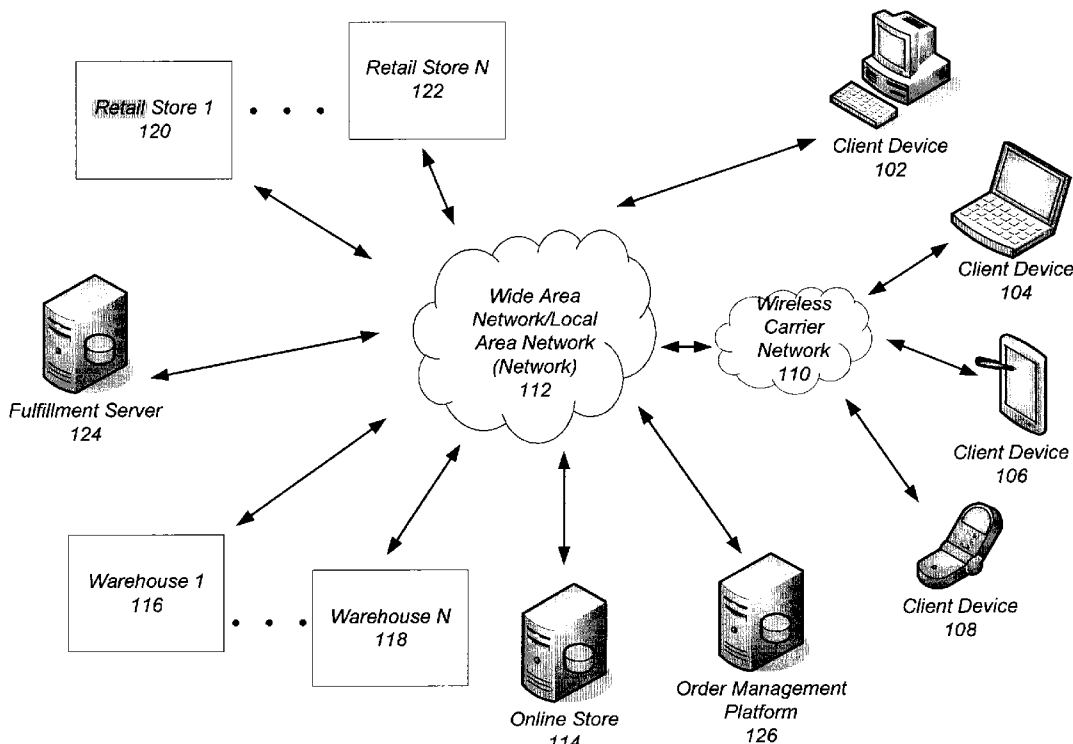 Retail Store 1
120
Retail Store N
122
Client Device
102
Client Device
104
Wide Area
Network/Local
Area Network
(Network)
112
Wireless
Carrier
Network
110
Fulfillment Server
124
Client Device
106
Warehouse 1
116
Warehouse N
118
Client Device
108
Online Store
114
Order Management
Platform
126